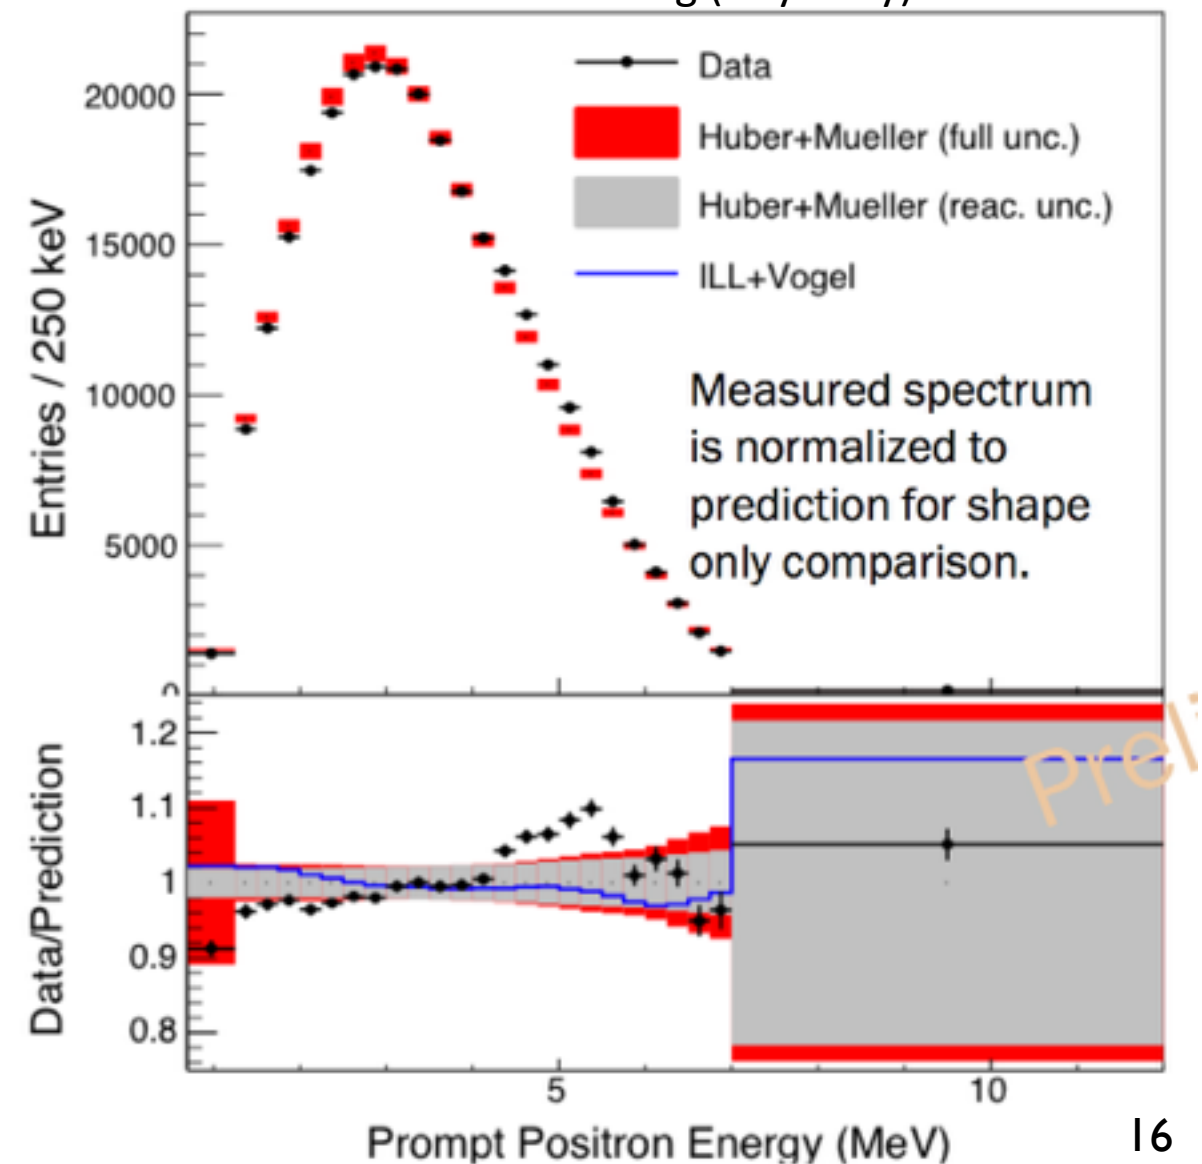 20000
15000
10000
5000
0
Entries / 250 keV
Data
Huber+Mueller (full unc.)
Huber+Mueller (reac. unc.)
ILL+Vogel
Measured spectrum
is normalized to
prediction for shape
only comparison.
1.2
1.1
1
0.9
0.8
Data/Prediction
5 10
Prompt Positron Energy (MeV)
16